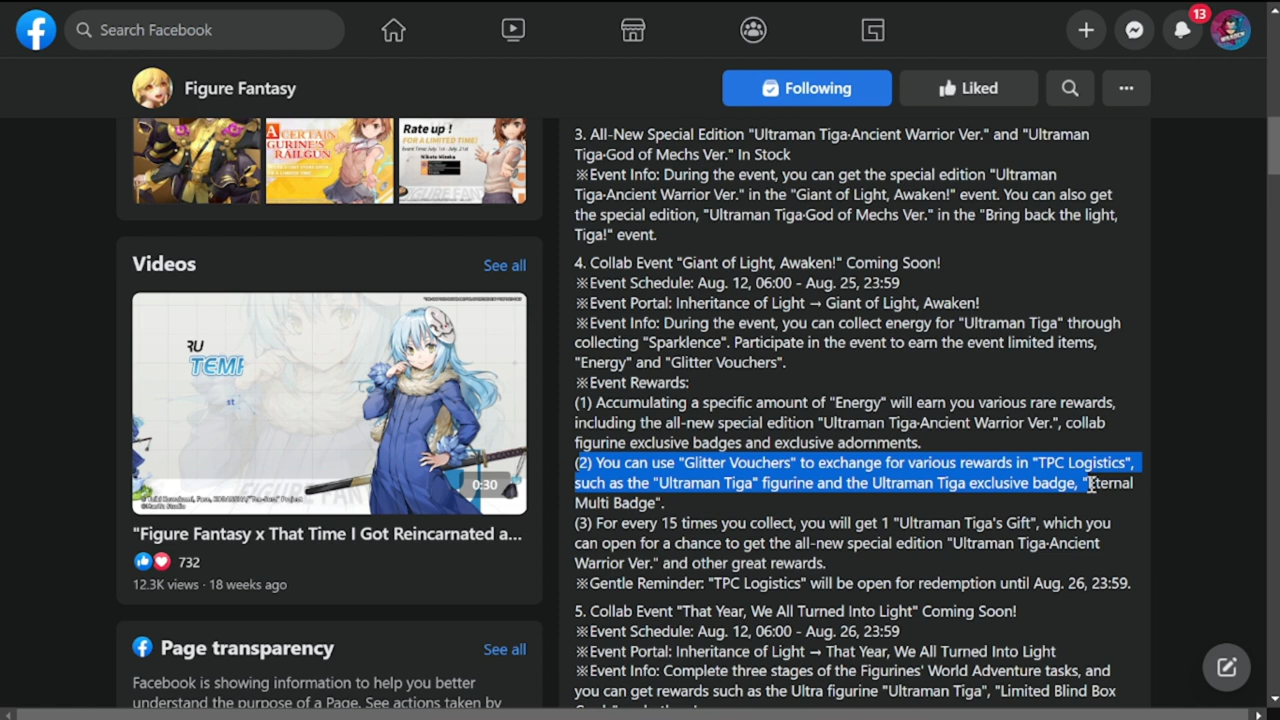 Search Facebook
13
Figure Fantasy
Following
Liked
A CERTAIN
GURINE'S
RAILGUN
Rate up !
FOR A LIMITED TIME!
Videos
See all
RU
TEMP
st
0:30
"Figure Fantasy x That Time I Got Reincarnated a...
732
12.3K views · 18 weeks ago
Page transparency
See all
Facebook is showing information to help you better
understand the purpose of a Page. See actions taken by
3. All-New Special Edition "Ultraman Tiga·Ancient Warrior Ver." and "Ultraman
Tiga·God of Mechs Ver." In Stock
※Event Info: During the event, you can get the special edition "Ultraman
Tiga·Ancient Warrior Ver." in the "Giant of Light, Awaken!" event. You can also get
the special edition, "Ultraman Tiga·God of Mechs Ver." in the "Bring back the light,
Tiga!" event.
4. Collab Event "Giant of Light, Awaken!" Coming Soon!
※Event Schedule: Aug. 12, 06:00 - Aug. 25, 23:59
※Event Portal: Inheritance of Light → Giant of Light, Awaken!
※Event Info: During the event, you can collect energy for "Ultraman Tiga" through
collecting "Sparklence". Participate in the event to earn the event limited items,
"Energy" and "Glitter Vouchers".
※Event Rewards:
(1) Accumulating a specific amount of "Energy" will earn you various rare rewards,
including the all-new special edition "Ultraman Tiga·Ancient Warrior Ver.", collab
figurine exclusive badges and exclusive adornments.
(2) You can use "Glitter Vouchers" to exchange for various rewards in "TPC Logistics",
such as the "Ultraman Tiga" figurine and the Ultraman Tiga exclusive badge, "Eternal
Multi Badge".
(3) For every 15 times you collect, you will get 1 "Ultraman Tiga's Gift", which you
can open for a chance to get the all-new special edition "Ultraman Tiga·Ancient
Warrior Ver." and other great rewards.
※Gentle Reminder: "TPC Logistics" will be open for redemption until Aug. 26, 23:59.
5. Collab Event "That Year, We All Turned Into Light" Coming Soon!
※Event Schedule: Aug. 12, 06:00 - Aug. 26, 23:59
※Event Portal: Inheritance of Light → That Year, We All Turned Into Light
※Event Info: Complete three stages of the Figurines' World Adventure tasks, and
you can get rewards such as the Ultra figurine "Ultraman Tiga", "Limited Blind Box